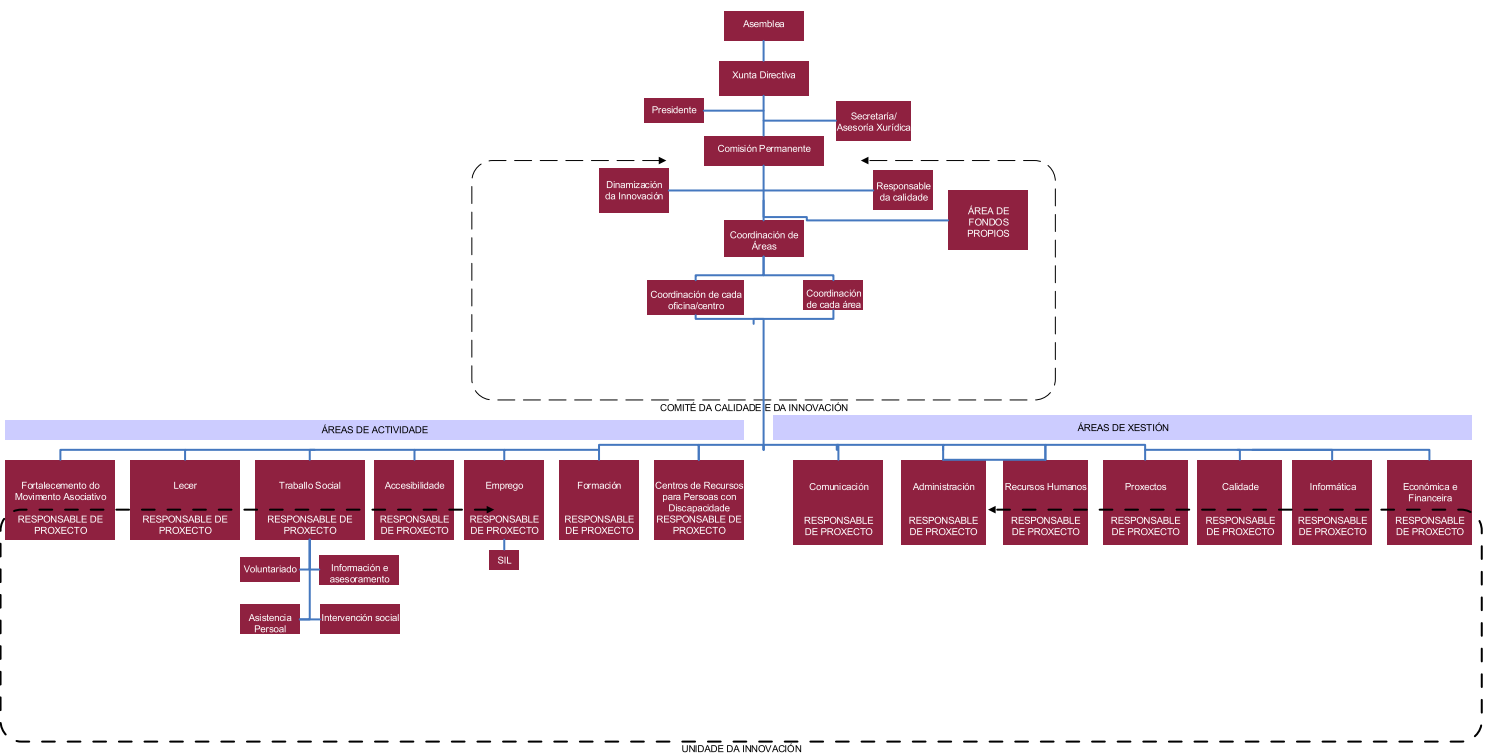 Asemblea
Xunta Directiva
Presidente
Secretaría/
Asesoría Xurídica
Comisión Permanente
Dinamización
da Innovación
Responsable
da calidade
ÁREA DE
FONDOS
PROPIOS
Coordinación de
Áreas
Coordinación de cada
oficina/centro
Coordinación
de cada área
COMITÉ DA CALIDADE E DA INNOVACIÓN
ÁREAS DE ACTIVIDADE
ÁREAS DE XESTIÓN
Fortalecemento do
Movimento Asociativo
RESPONSABLE DE
PROXECTO
Lecer
RESPONSABLE DE
PROXECTO
Traballo Social
RESPONSABLE DE
PROXECTO
Accesibilidade
RESPONSABLE
DE PROXECTO
Emprego
RESPONSABLE
DE PROXECTO
Formación
RESPONSABLE
DE PROXECTO
Centros de Recursos
para Persoas con
Discapacidade
RESPONSABLE DE
PROXECTO
Comunicación
RESPONSABLE
DE PROXECTO
Administración
RESPONSABLE
DE PROXECTO
Recursos Humanos
RESPONSABLE
DE PROXECTO
Proxectos
RESPONSABLE
DE PROXECTO
Calidade
RESPONSABLE
DE PROXECTO
Informática
RESPONSABLE
DE PROXECTO
Económica e
Financeira
RESPONSABLE
DE PROXECTO
Voluntariado
Información e
asesoramento
SIL
Asistencia
Persoal
Intervención social
UNIDADE DA INNOVACIÓN